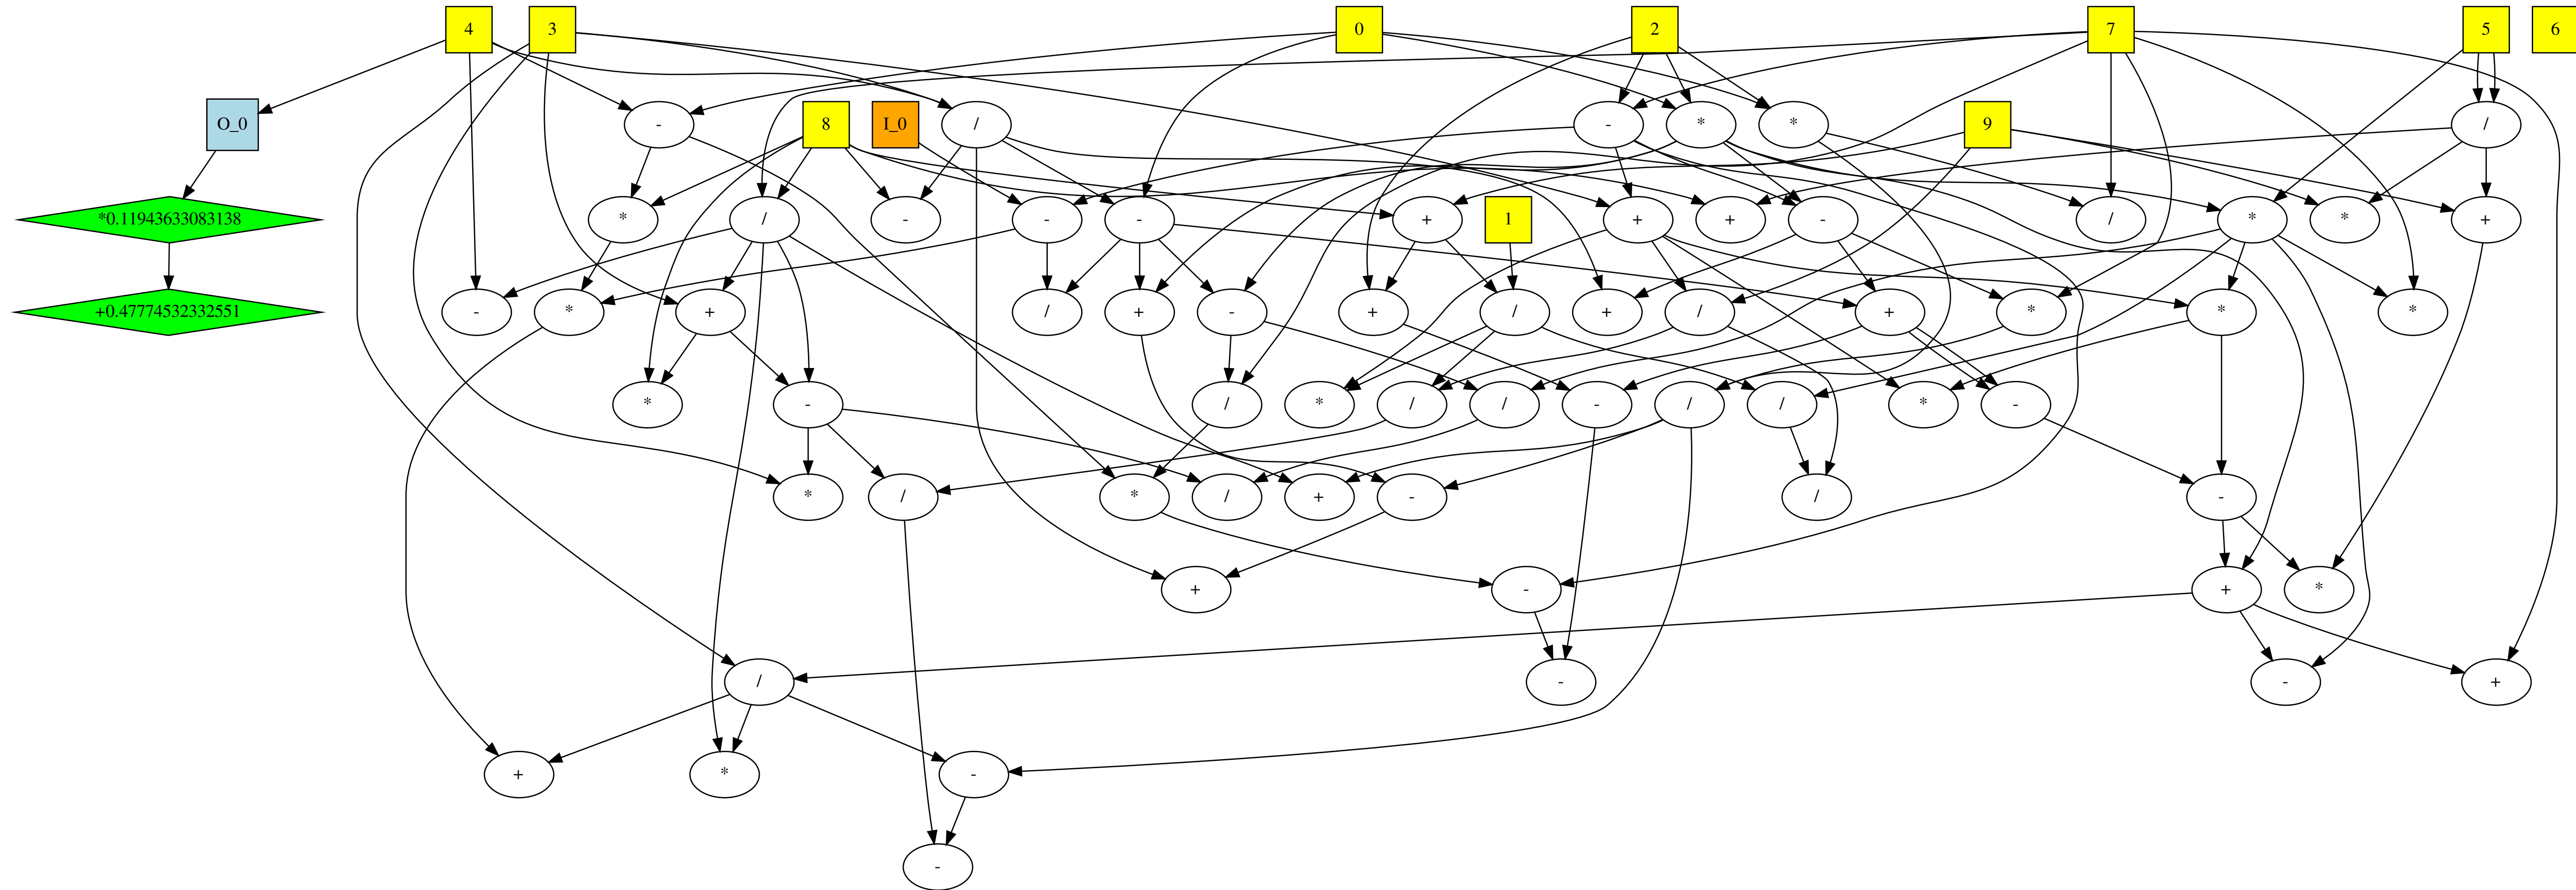 4 3 0 2 7 5 6
O_0 - 8 I_0 / - * * 9 /
*0.11943633083138 * / - - - + 1 + + - / * * +
+0.47774532332551 - * + / + - + / + / + * * *
* - / * / / - / / * -
* / * / + - / -
+ - + *
/ - - +
+ * -
-